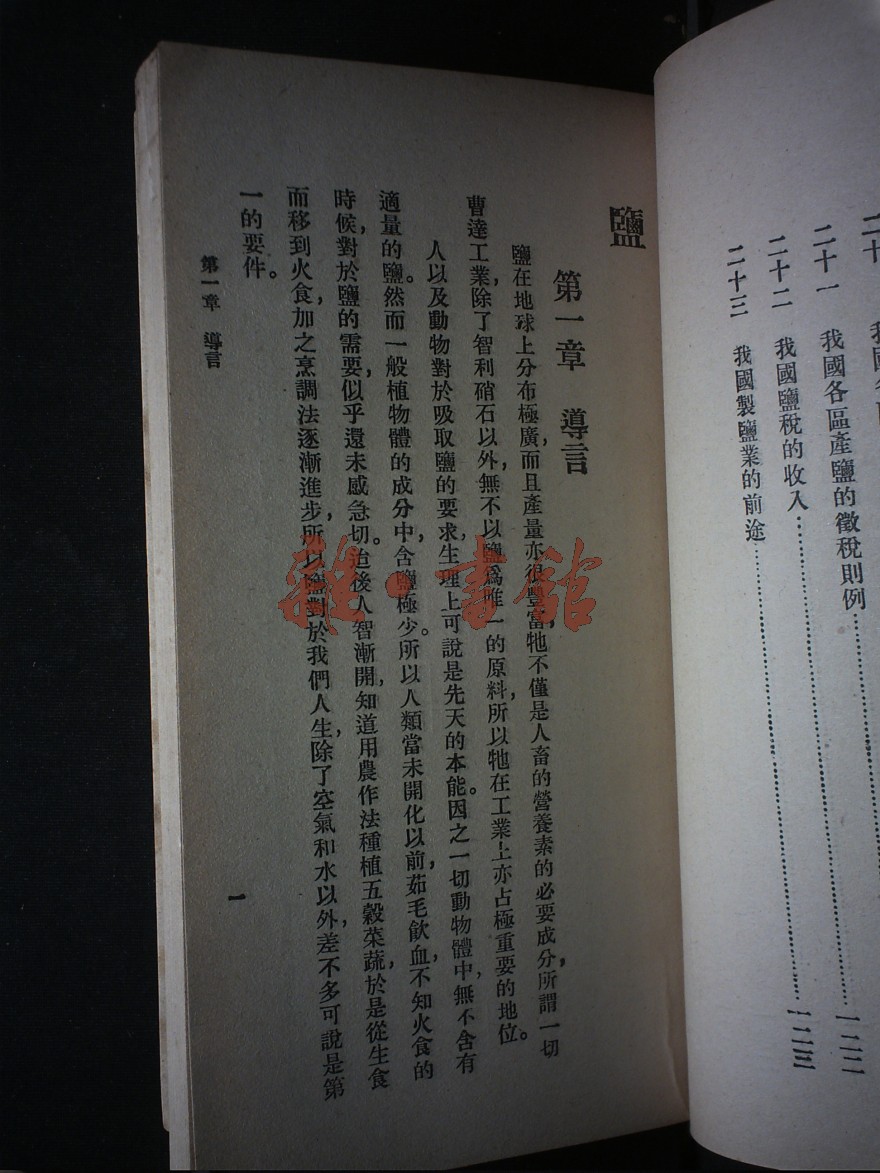 二十一　我國各區產鹽的徵稅則例……………………一二二
二十二　我國鹽稅的收入……………………一二三
二十三　我國製鹽業的前途……………………
鹽
第一章　導言
鹽在地球上分布極廣，而且產量亦很豐富，牠不僅是人畜的營養素的必要成分，所謂一切
曹達工業，除了智利硝石以外，無不以鹽爲唯一的原料，所以牠在工業上亦占極重要的地位。
人以及動物對於吸取鹽的要求，生理上可說是先天的本能。因之一切動物體中，無不含有
適量的鹽。然而一般植物體的成分中，含鹽極少。所以人類當未開化以前，茹毛飲血，不知火食的
時候，對於鹽的需要，似乎還未感急切。迨後人智漸開，知道用農作法種植五穀菜蔬，於是從生食
而移到火食，加之烹調法逐漸進步，所以鹽對於我們人生，除了空氣和水以外，差不多可說是第
一的要件。
第一章　導言
一
雜·書館